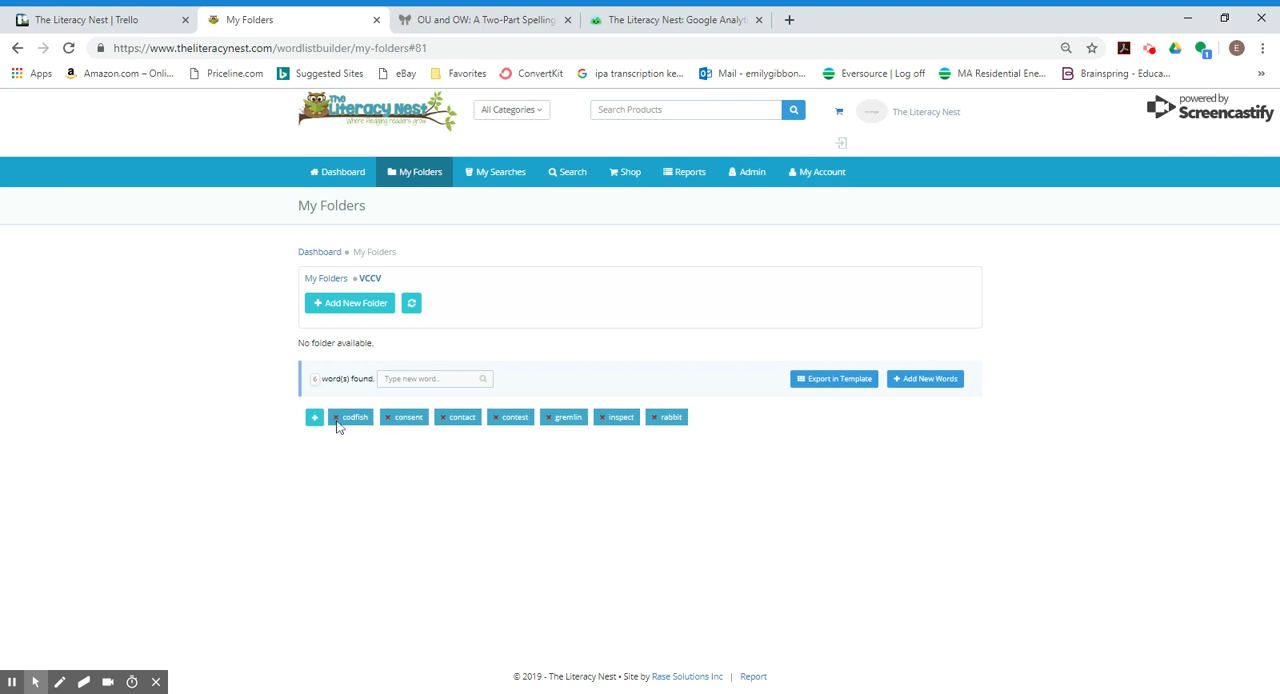 The Literacy Nest | Trello
My Folders
OU and OW: A Two-Part Spelling
The Literacy Nest: Google Analyt
https://www.theliteracynest.com/wordlistbuilder/my-folders#81
E
1
Apps
Amazon.com – Onli...
Priceline.com
Suggested Sites
eBay
Favorites
ConvertKit
ipa transcription ke...
Mail - emilygibbon...
Eversource | Log off
MA Residential Ene...
Brainspring - Educa...
»
The Literacy Nest
Where fledgling readers grow
All Categories
Search Products
The Literacy Nest
powered by
Screencastify
Dashboard
My Folders
My Searches
Search
Shop
Reports
Admin
My Account
My Folders
Dashboard
My Folders
My Folders
VCCV
+ Add New Folder
No folder available.
6 word(s) found.
Type new word..
Export in Template
+ Add New Words
codfish
consent
contact
contest
gremlin
inspect
rabbit
© 2019 - The Literacy Nest • Site by Rase Solutions Inc | Report